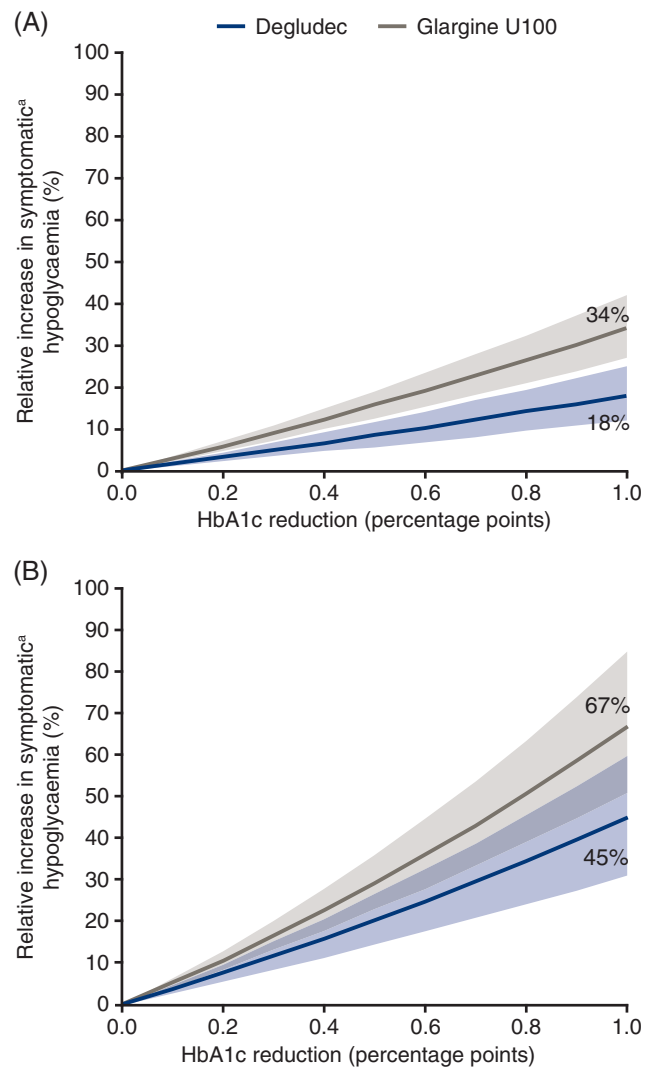 (A)
Degludec
Glargine U100
Relative increase in symptomaticᵃ
hypoglycaemia (%)
100
90
80
70
60
50
40
30
20
10
0
34%
18%
0.0 0.2 0.4 0.6 0.8 1.0
HbA1c reduction (percentage points)
(B)
Relative increase in symptomaticᵃ
hypoglycaemia (%)
100
90
80
70
60
50
40
30
20
10
0
67%
45%
0.0 0.2 0.4 0.6 0.8 1.0
HbA1c reduction (percentage points)